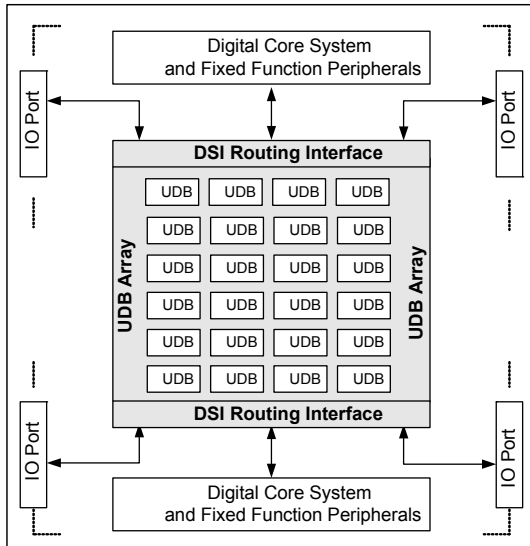 Digital Core System
and Fixed Function Peripherals
IO Port
IO Port
DSI Routing Interface
UDB Array
UDB UDB UDB UDB
UDB UDB UDB UDB
UDB UDB UDB UDB
UDB UDB UDB UDB
UDB UDB UDB UDB
UDB UDB UDB UDB
UDB Array
DSI Routing Interface
IO Port
IO Port
Digital Core System
and Fixed Function Peripherals